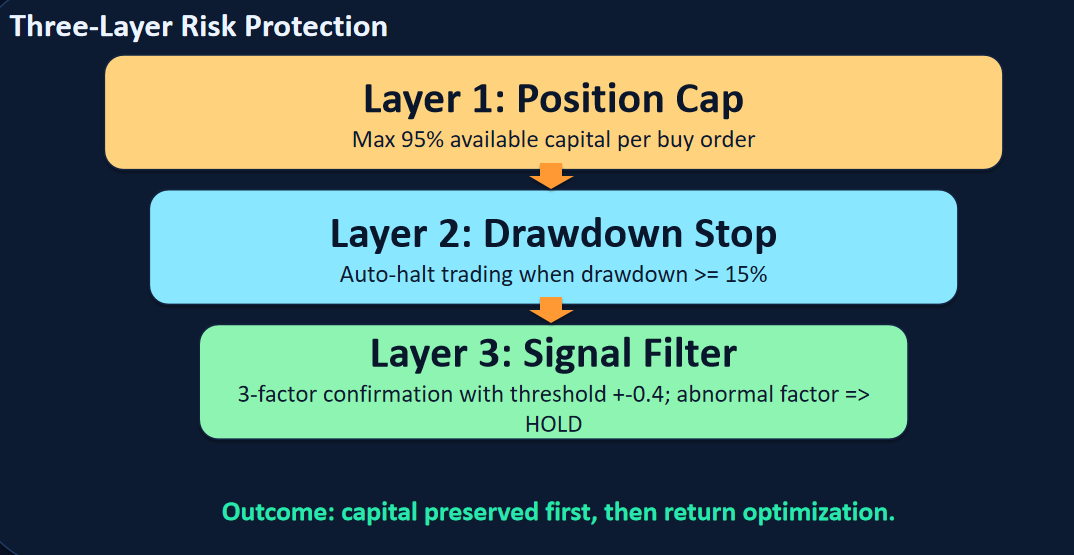 Three-Layer Risk Protection
Layer 1: Position Cap
Max 95% available capital per buy order
Layer 2: Drawdown Stop
Auto-halt trading when drawdown >= 15%
Layer 3: Signal Filter
3-factor confirmation with threshold +-0.4; abnormal factor =>
HOLD
Outcome: capital preserved first, then return optimization.